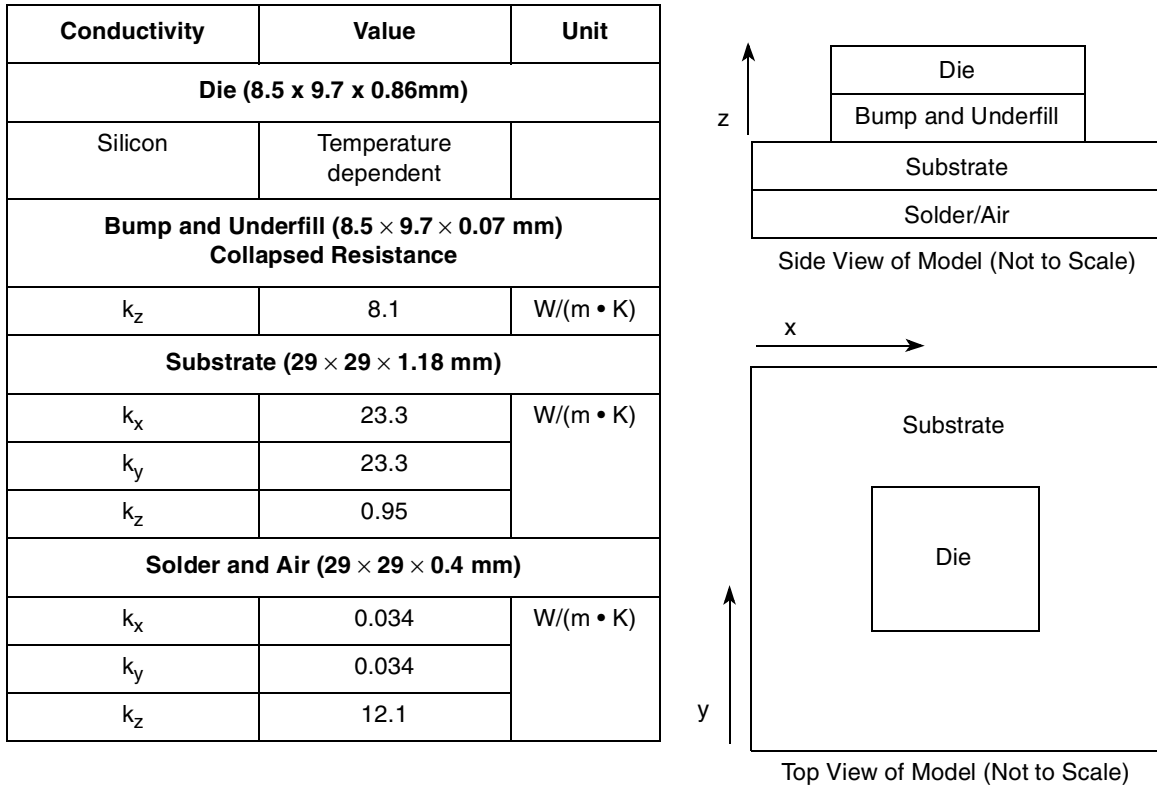 Conductivity Value Unit
Die (8.5 x 9.7 x 0.86mm)
Silicon Temperature
dependent
Bump and Underfill (8.5 × 9.7 × 0.07 mm)
Collapsed Resistance
kz 8.1 W/(m • K)
Substrate (29 × 29 × 1.18 mm)
kx 23.3 W/(m • K)
ky 23.3
kz 0.95
Solder and Air (29 × 29 × 0.4 mm)
kx 0.034 W/(m • K)
ky 0.034
kz 12.1
z
Die
Bump and Underfill
Substrate
Solder/Air
Side View of Model (Not to Scale)
x
Substrate
Die
y
Top View of Model (Not to Scale)